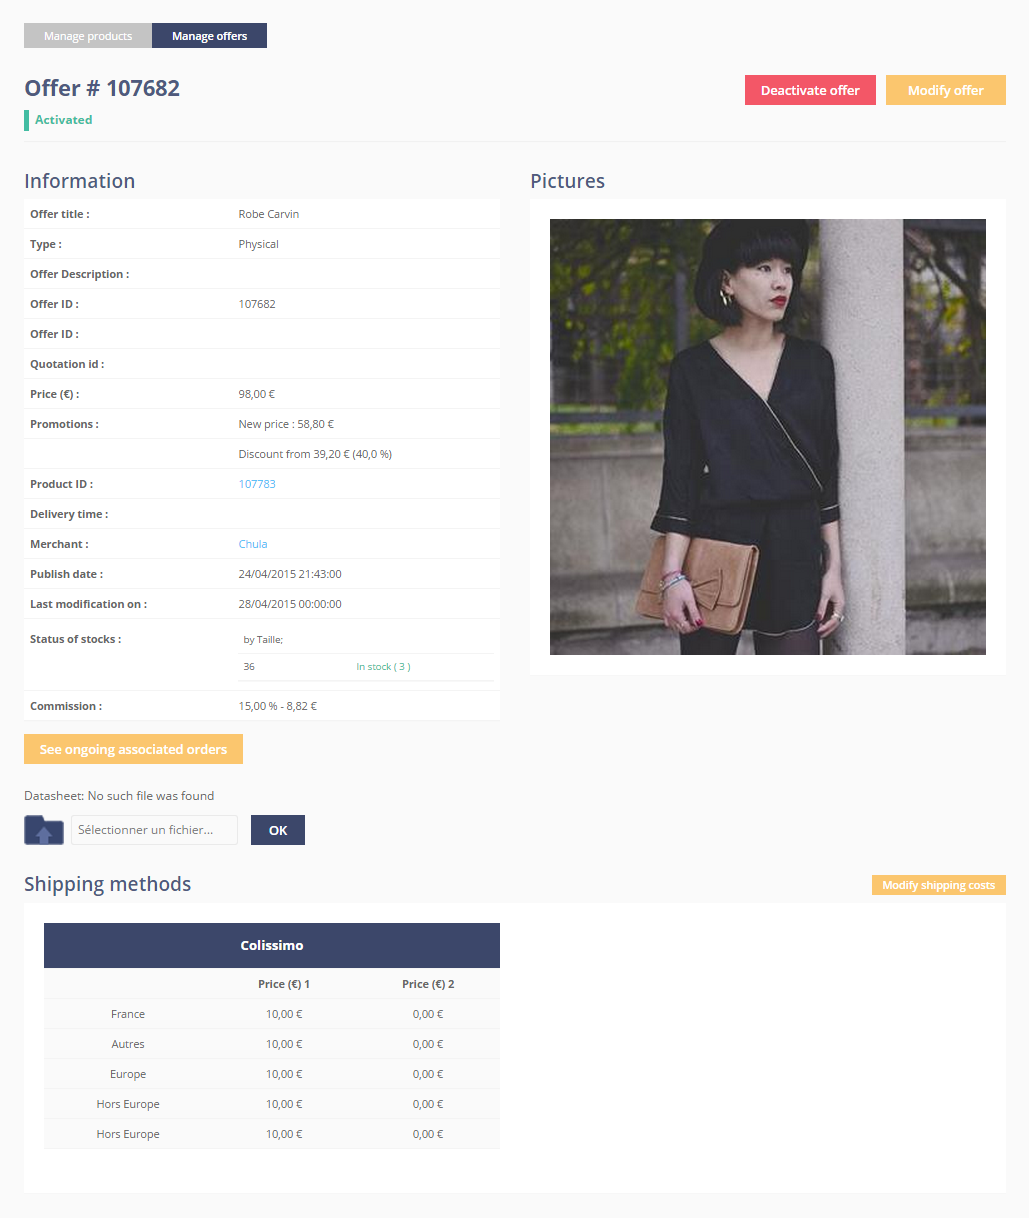 Manage products Manage offers
Offer # 107682
Deactivate offer Modify offer
Activated
Information
Offer title : Robe Carvin
Type : Physical
Offer Description :
Offer ID : 107682
Offer ID :
Quotation id :
Price (€) : 98,00 €
Promotions : New price : 58,80 €
Discount from 39,20 € (40,0 %)
Product ID : 107783
Delivery time :
Merchant : Chula
Publish date : 24/04/2015 21:43:00
Last modification on : 28/04/2015 00:00:00
Status of stocks : by Taille;
36 In stock ( 3 )
Commission : 15,00 % - 8,82 €
Pictures
See ongoing associated orders
Datasheet: No such file was found
Sélectionner un fichier... OK
Shipping methods
Modify shipping costs
Colissimo
Price (€) 1 Price (€) 2
France 10,00 € 0,00 €
Autres 10,00 € 0,00 €
Europe 10,00 € 0,00 €
Hors Europe 10,00 € 0,00 €
Hors Europe 10,00 € 0,00 €